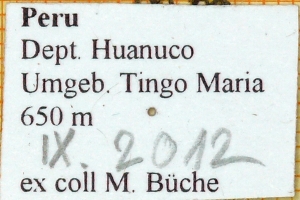 Peru
Dept. Huanuco
Umgeb. Tingo Maria
650 m
IX. 2012
ex coll M. Büche